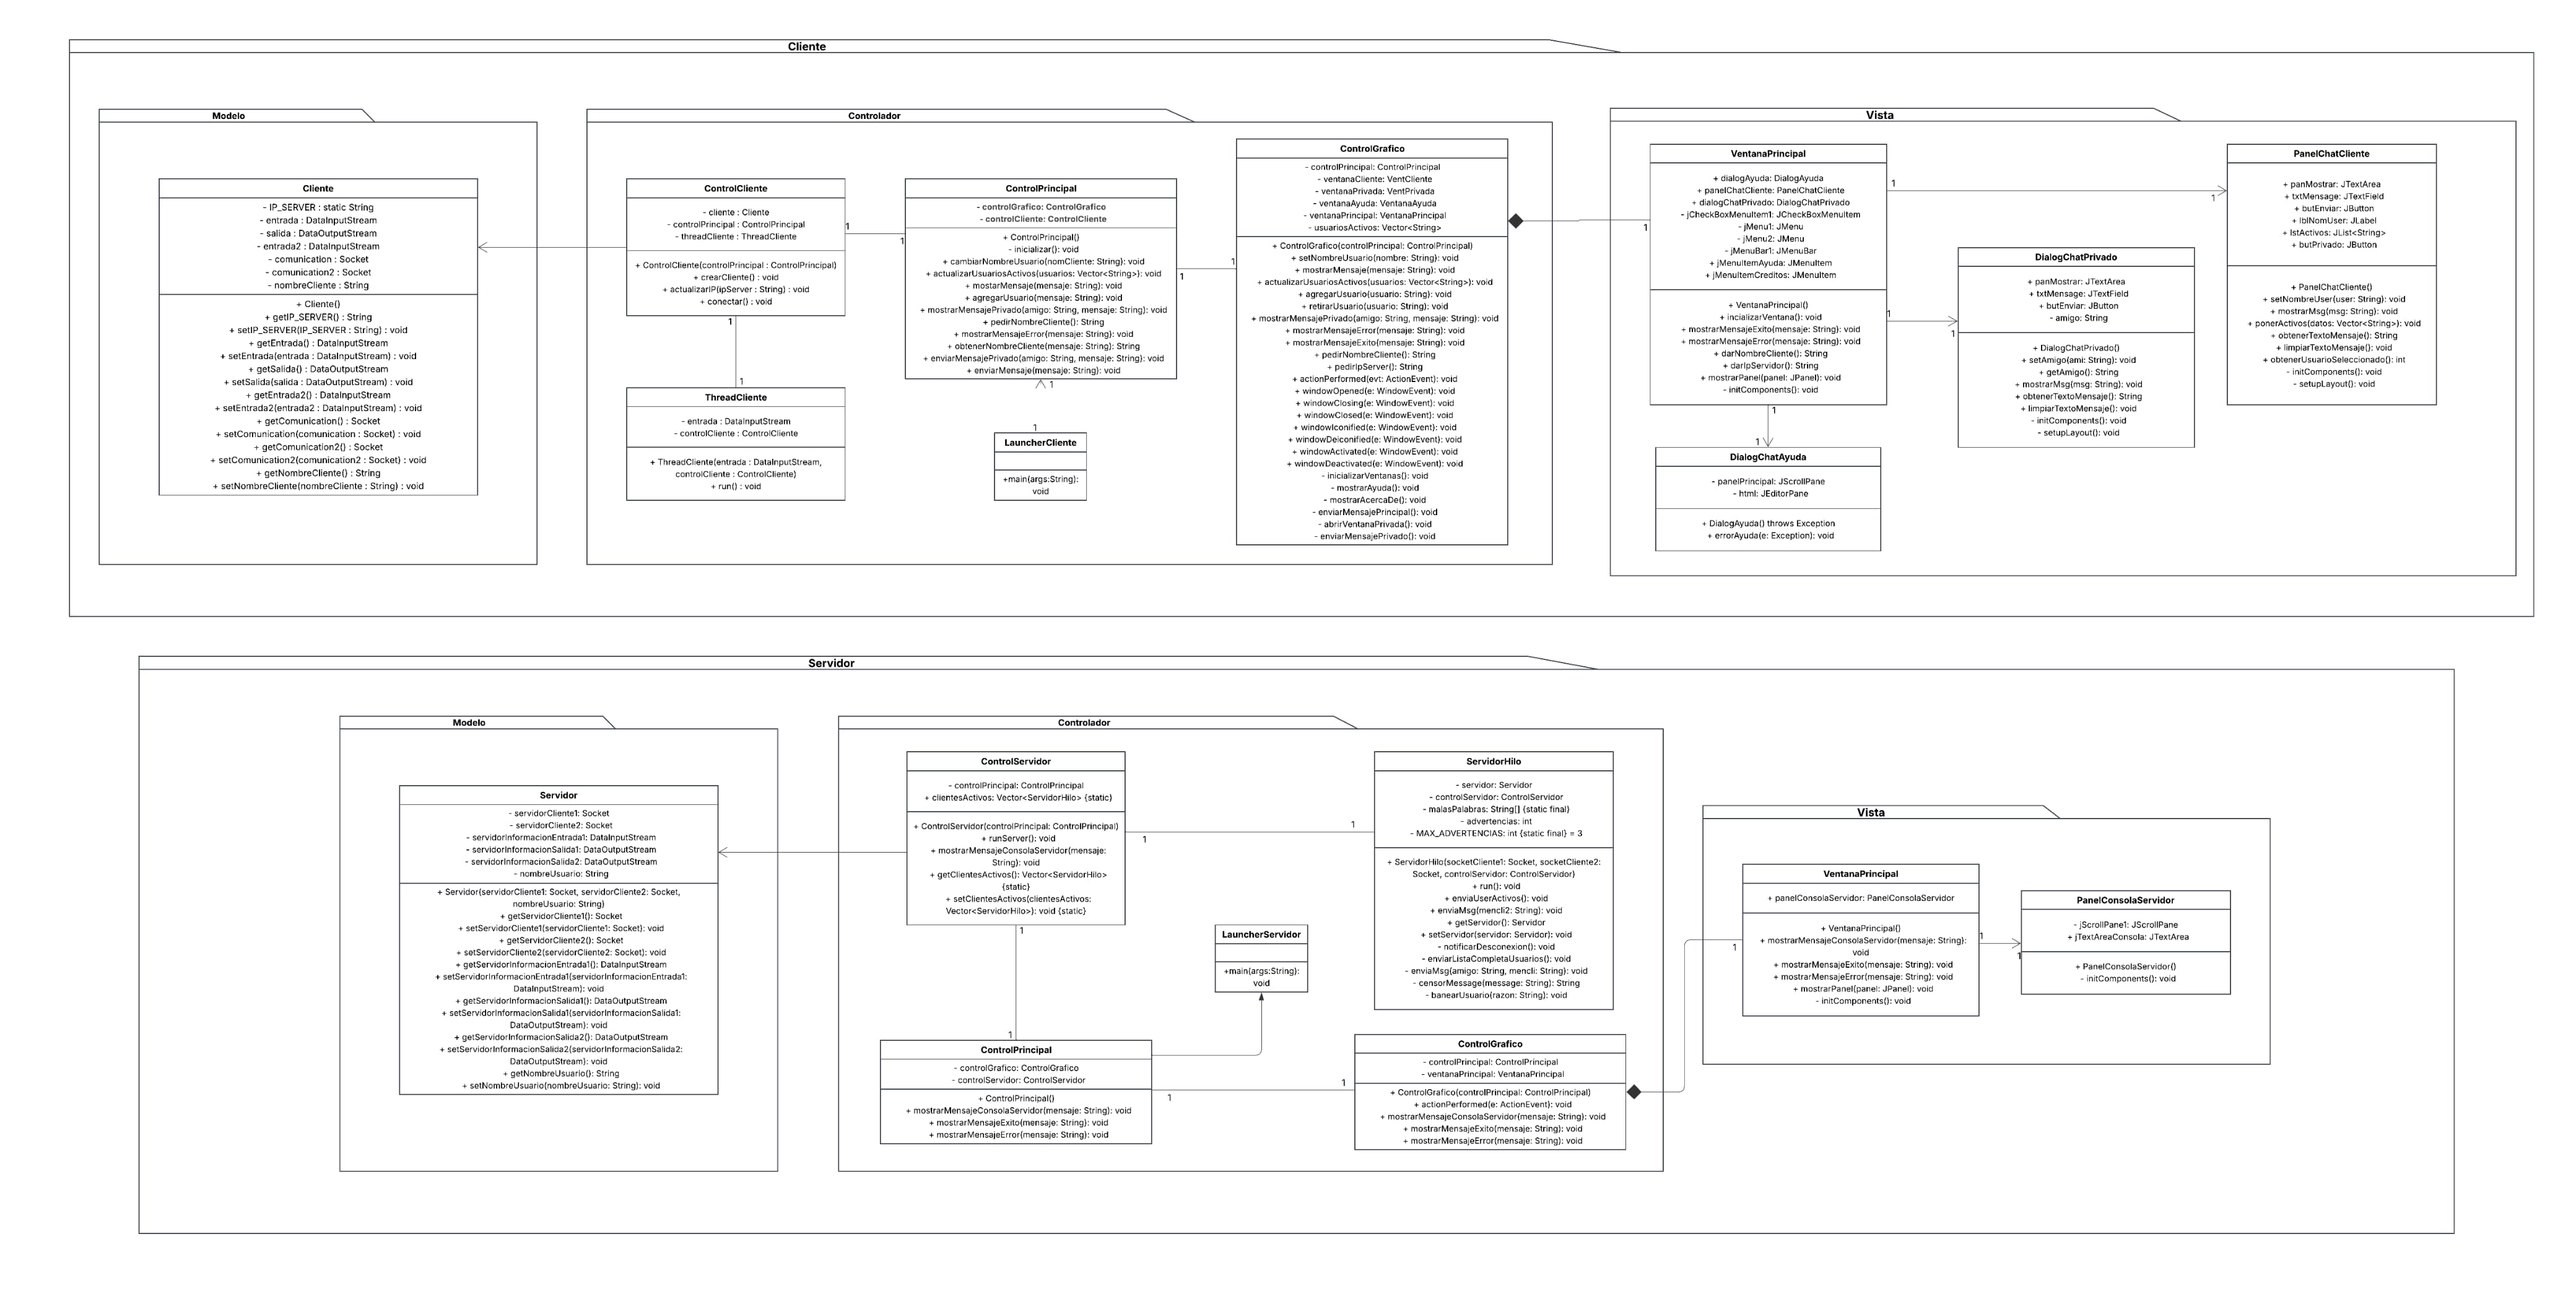 Cliente
Modelo
Cliente
- IP_SERVER : static String
- entrada : DataInputStream
- salida : DataOutputStream
- entrada2 : DataInputStream
- comunication : Socket
- comunication2 : Socket
- nombreCliente : String
+ Cliente()
+ getIP_SERVER() : String
+ setIP_SERVER(IP_SERVER : String) : void
+ getEntrada() : DataInputStream
+ setEntrada(entrada : DataInputStream) : void
+ getSalida() : DataOutputStream
+ setSalida(salida : DataOutputStream) : void
+ getEntrada2() : DataInputStream
+ setEntrada2(entrada2 : DataInputStream) : void
+ getComunication() : Socket
+ setComunication(comunication : Socket) : void
+ getComunication2() : Socket
+ setComunication2(comunication2 : Socket) : void
+ getNombreCliente() : String
+ setNombreCliente(nombreCliente : String) : void
Controlador
ControlCliente
- cliente : Cliente
- controlPrincipal : ControlPrincipal
- threadCliente : ThreadCliente
+ ControlCliente(controlPrincipal : ControlPrincipal)
+ crearCliente() : void
+ actualizarIP(ipServer : String) : void
+ conectar() : void
1
1
1
1
ThreadCliente
- entrada : DataInputStream
- controlCliente : ControlCliente
+ ThreadCliente(entrada : DataInputStream,
controlCliente : ControlCliente)
+ run() : void
ControlPrincipal
- controlGrafico: ControlGrafico
- controlCliente: ControlCliente
+ ControlPrincipal()
- inicializar(): void
+ cambiarNombreUsuario(nomCliente: String): void
+ actualizarUsuariosActivos(usuarios: Vector<String>): void
+ mostarMensaje(mensaje: String): void
+ agregarUsuario(mensaje: String): void
+ mostrarMensajePrivado(amigo: String, mensaje: String): void
+ pedirNombreCliente(): String
+ mostrarMensajeError(mensaje: String): void
+ obtenerNombreCliente(mensaje: String): String
+ enviarMensajePrivado(amigo: String, mensaje: String): void
+ enviarMensaje(mensaje: String): void
1
1
LauncherCliente
+main(args:String):
void
1
1
ControlGrafico
- controlPrincipal: ControlPrincipal
- ventanaCliente: VentCliente
- ventanaPrivada: VentPrivada
- ventanaAyuda: VentanaAyuda
- ventanaPrincipal: VentanaPrincipal
- usuariosActivos: Vector<String>
+ ControlGrafico(controlPrincipal: ControlPrincipal)
+ setNombreUsuario(nombre: String): void
+ mostrarMensaje(mensaje: String): void
+ actualizarUsuariosActivos(usuarios: Vector<String>): void
+ agregarUsuario(usuario: String): void
+ retirarUsuario(usuario: String): void
+ mostrarMensajePrivado(amigo: String, mensaje: String): void
+ mostrarMensajeError(mensaje: String): void
+ mostrarMensajeExito(mensaje: String): void
+ pedirNombreCliente(): String
+ pedirIpServer(): String
+ actionPerformed(evt: ActionEvent): void
+ windowOpened(e: WindowEvent): void
+ windowClosing(e: WindowEvent): void
+ windowClosed(e: WindowEvent): void
+ windowIconified(e: WindowEvent): void
+ windowDeiconified(e: WindowEvent): void
+ windowActivated(e: WindowEvent): void
+ windowDeactivated(e: WindowEvent): void
- inicializarVentanas(): void
- mostrarAyuda(): void
- mostrarAcercaDe(): void
- enviarMensajePrincipal(): void
- abrirVentanaPrivada(): void
- enviarMensajePrivado(): void
1
Vista
VentanaPrincipal
+ dialogAyuda: DialogAyuda
+ panelChatCliente: PanelChatCliente
+ dialogChatPrivado: DialogChatPrivado
- jCheckBoxMenuItem1: JCheckBoxMenuItem
- jMenu1: JMenu
- jMenu2: JMenu
- jMenuBar1: JMenuBar
+ jMenuItemAyuda: JMenuItem
+ jMenuItemCreditos: JMenuItem
+ VentanaPrincipal()
+ incializarVentana(): void
+ mostrarMensajeExito(mensaje: String): void
+ mostrarMensajeError(mensaje: String): void
+ darNombreCliente(): String
+ darIpServidor(): String
+ mostrarPanel(panel: JPanel): void
- initComponents(): void
1
1
1
1
1
1
DialogChatAyuda
- panelPrincipal: JScrollPane
- html: JEditorPane
+ DialogAyuda() throws Exception
+ errorAyuda(e: Exception): void
DialogChatPrivado
+ panMostrar: JTextArea
+ txtMessage: JTextField
+ butEnviar: JButton
- amigo: String
+ DialogChatPrivado()
+ setAmigo(ami: String): void
+ getAmigo(): String
+ mostrarMsg(msg: String): void
+ obtenerTextoMensaje(): String
+ limpiarTextoMensaje(): void
- initComponents(): void
- setupLayout(): void
PanelChatCliente
+ panMostrar: JTextArea
+ txtMessage: JTextField
+ butEnviar: JButton
+ lblNomUser: JLabel
+ lstActivos: JList<String>
+ butPrivado: JButton
+ PanelChatCliente()
+ setNombreUser(user: String): void
+ mostrarMsg(msg: String): void
+ ponerActivos(datos: Vector<String>): void
+ obtenerTextoMensaje(): String
+ limpiarTextoMensaje(): void
+ obtenerUsuarioSeleccionado(): int
- initComponents(): void
- setupLayout(): void
Servidor
Modelo
Servidor
- servidorCliente1: Socket
- servidorCliente2: Socket
- servidorInformacionEntrada1: DataInputStream
- servidorInformacionSalida1: DataOutputStream
- servidorInformacionSalida2: DataOutputStream
- nombreUsuario: String
+ Servidor(servidorCliente1: Socket, servidorCliente2: Socket,
nombreUsuario: String)
+ getServidorCliente1(): Socket
+ setServidorCliente1(servidorCliente1: Socket): void
+ getServidorCliente2(): Socket
+ setServidorCliente2(servidorCliente2: Socket): void
+ getServidorInformacionEntrada1(): DataInputStream
+ setServidorInformacionEntrada1(servidorInformacionEntrada1:
DataInputStream): void
+ getServidorInformacionSalida1(): DataOutputStream
+ setServidorInformacionSalida1(servidorInformacionSalida1:
DataOutputStream): void
+ getServidorInformacionSalida2(): DataOutputStream
+ setServidorInformacionSalida2(servidorInformacionSalida2:
DataOutputStream): void
+ getNombreUsuario(): String
+ setNombreUsuario(nombreUsuario: String): void
Controlador
ControlServidor
- controlPrincipal: ControlPrincipal
+ clientesActivos: Vector<ServidorHilo> {static}
+ ControlServidor(controlPrincipal: ControlPrincipal)
+ runServer(): void
+ mostrarMensajeConsolaServidor(mensaje:
String): void
+ getClientesActivos(): Vector<ServidorHilo>
{static}
+ setClientesActivos(clientesActivos:
Vector<ServidorHilo>): void {static}
1
1
1
1
ServidorHilo
- servidor: Servidor
- controlServidor: ControlServidor
- malasPalabras: String[] {static final}
- advertencias: int
- MAX_ADVERTENCIAS: int {static final} = 3
+ ServidorHilo(socketCliente1: Socket, socketCliente2:
Socket, controlServidor: ControlServidor)
+ run(): void
+ enviaUserActivos(): void
+ enviaMsg(mencli2: String): void
+ getServidor(): Servidor
+ setServidor(servidor: Servidor): void
- notificarDesconexion(): void
- enviarListaCompletaUsuarios(): void
- enviaMsg(amigo: String, mencli: String): void
- censorMessage(message: String): String
- banearUsuario(razon: String): void
LauncherServidor
+main(args:String):
void
ControlPrincipal
- controlGrafico: ControlGrafico
- controlServidor: ControlServidor
+ ControlPrincipal()
+ mostrarMensajeConsolaServidor(mensaje: String): void
+ mostrarMensajeExito(mensaje: String): void
+ mostrarMensajeError(mensaje: String): void
1
1
ControlGrafico
- controlPrincipal: ControlPrincipal
- ventanaPrincipal: VentanaPrincipal
+ ControlGrafico(controlPrincipal: ControlPrincipal)
+ actionPerformed(e: ActionEvent): void
+ mostrarMensajeConsolaServidor(mensaje: String): void
+ mostrarMensajeExito(mensaje: String): void
+ mostrarMensajeError(mensaje: String): void
Vista
1
VentanaPrincipal
+ panelConsolaServidor: PanelConsolaServidor
+ VentanaPrincipal()
+ mostrarMensajeConsolaServidor(mensaje: String):
void
+ mostrarMensajeExito(mensaje: String): void
+ mostrarMensajeError(mensaje: String): void
+ mostrarPanel(panel: JPanel): void
- initComponents(): void
1
1
PanelConsolaServidor
- jScrollPane1: JScrollPane
+ jTextAreaConsola: JTextArea
+ PanelConsolaServidor()
- initComponents(): void